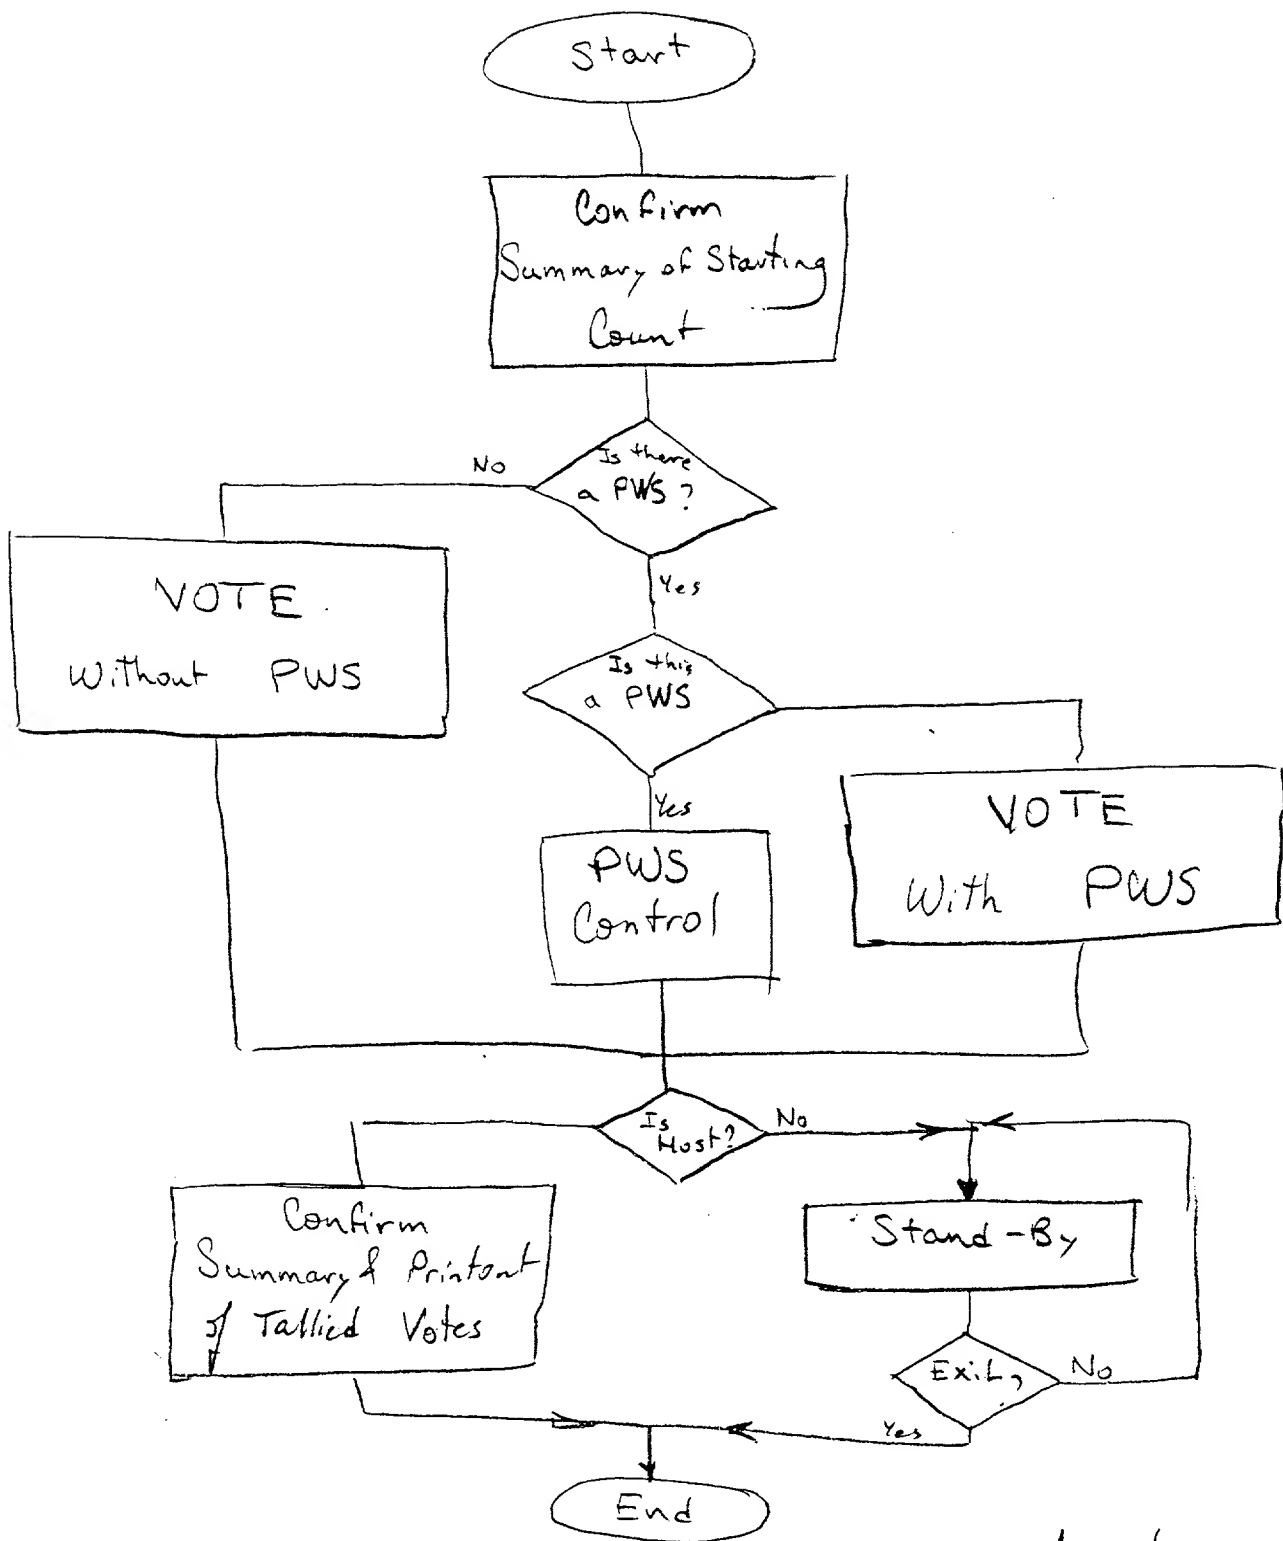 Start
Confirm
Summary of Starting
Count
Is there
a PWS?
No
Yes
VOTE
Without PWS
Is this
a PWS
Yes
VOTE
With PWS
PWS
Control
Is
Host?
No
Confirm
Summary & Printout
of Tallied Votes
Stand-By
Exit?
No
Yes
End